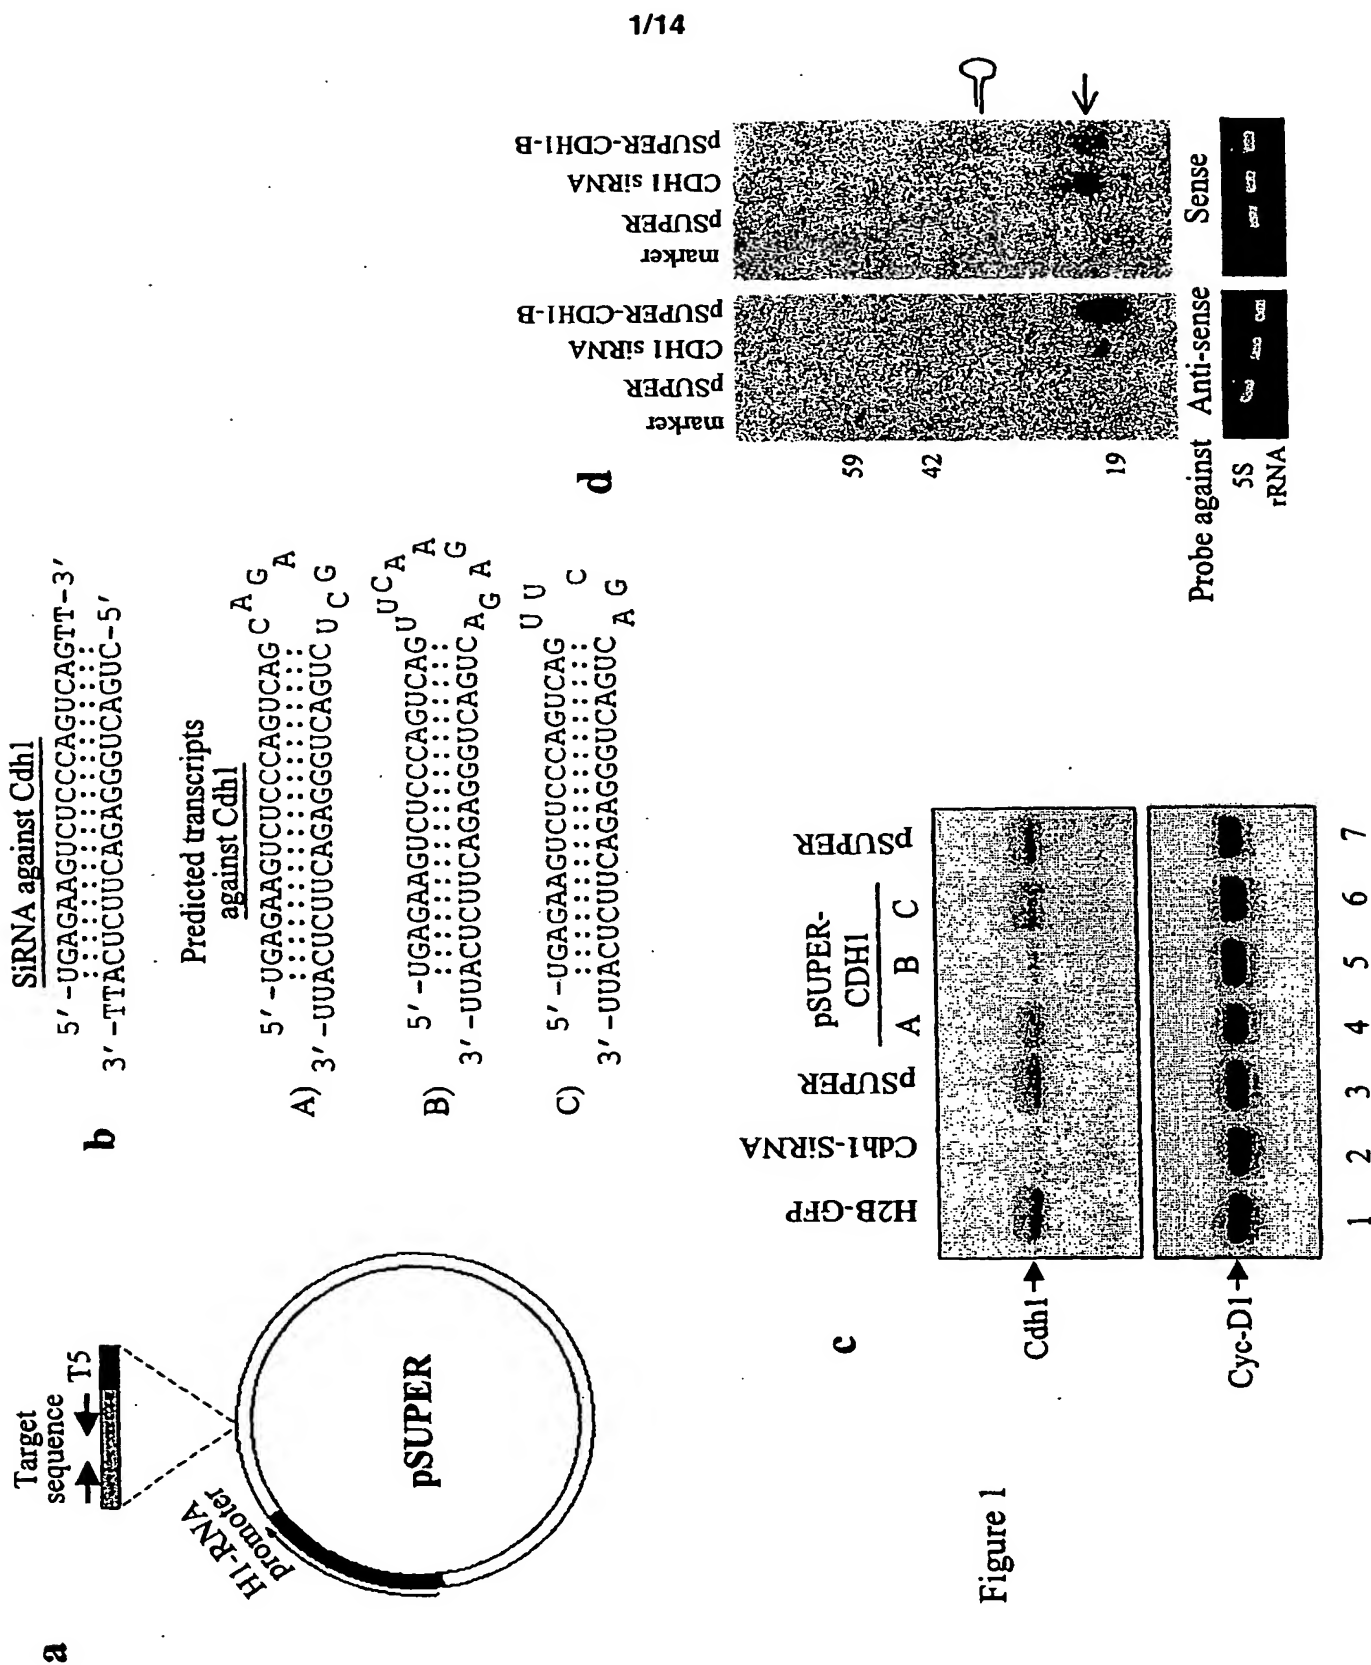 1/14
a
Target
sequence
T5
H1-RNA
promoter
pSUPER
b
SiRNA against Cdh1
5'-UGAGAAGUCUCCCAGUCAGTT-3'
3'-TTACUCUUCAGAGGGUCAGUC-5'
Predicted transcripts
against Cdh1
A)
5'-UGAGAAGUCUCCCAGUCAG C A G A
3'-UUACUCUUCAGAGGGUCAGUC U C G
B)
5'-UGAGAAGUCUCCCAGUCAG U U C A A G
3'-UUACUCUUCAGAGGGUCAGUC A G A
C)
5'-UGAGAAGUCUCCCAGUCAG U U C
3'-UUACUCUUCAGAGGGUCAGUC A G
c
H2B-GFP
Cdh1-SiRNA
pSUPER
pSUPER-
CDH1
A B C
pSUPER
Cdh1
Cyc-D1
1 2 3 4 5 6 7
d
marker
pSUPER
CDH1 siRNA
pSUPER-CDH1-B
marker
pSUPER
CDH1 siRNA
pSUPER-CDH1-B
59
42
19
Probe against Anti-sense Sense
5S
rRNA
Figure 1